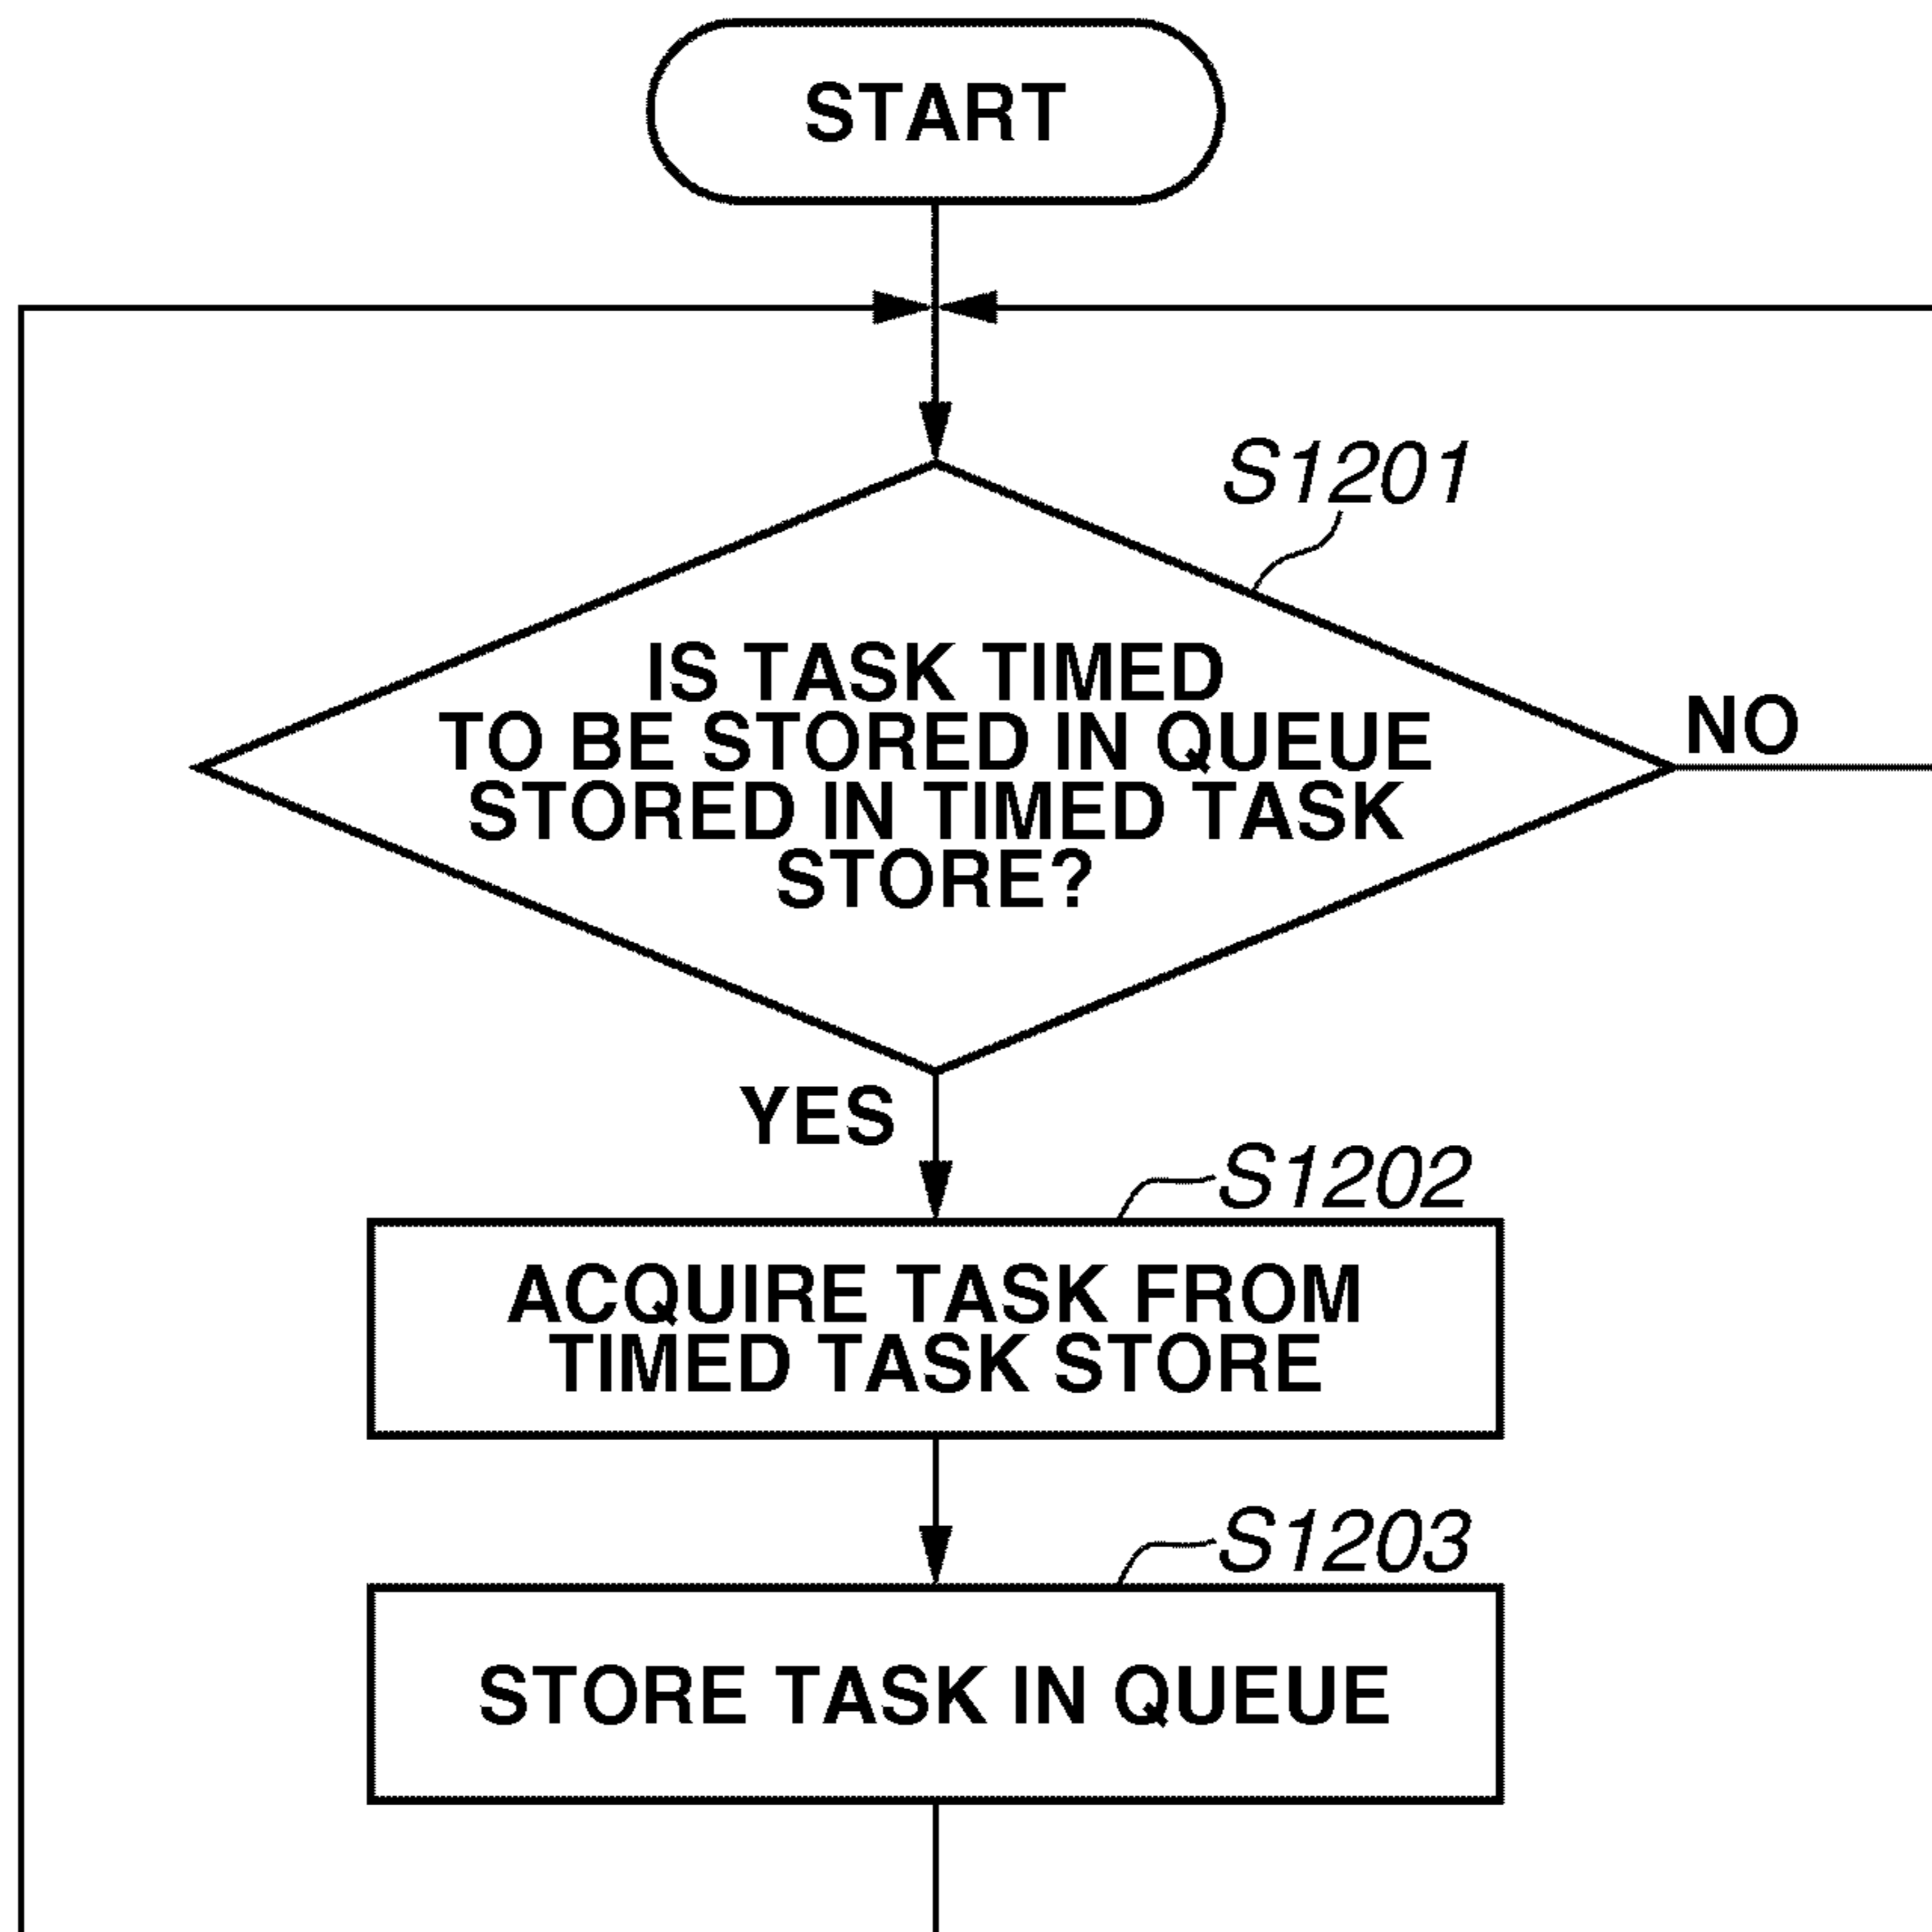 START
S1201
IS TASK TIMED
TO BE STORED IN QUEUE
STORED IN TIMED TASK
STORE?
NO
YES
S1202
ACQUIRE TASK FROM
TIMED TASK STORE
S1203
STORE TASK IN QUEUE